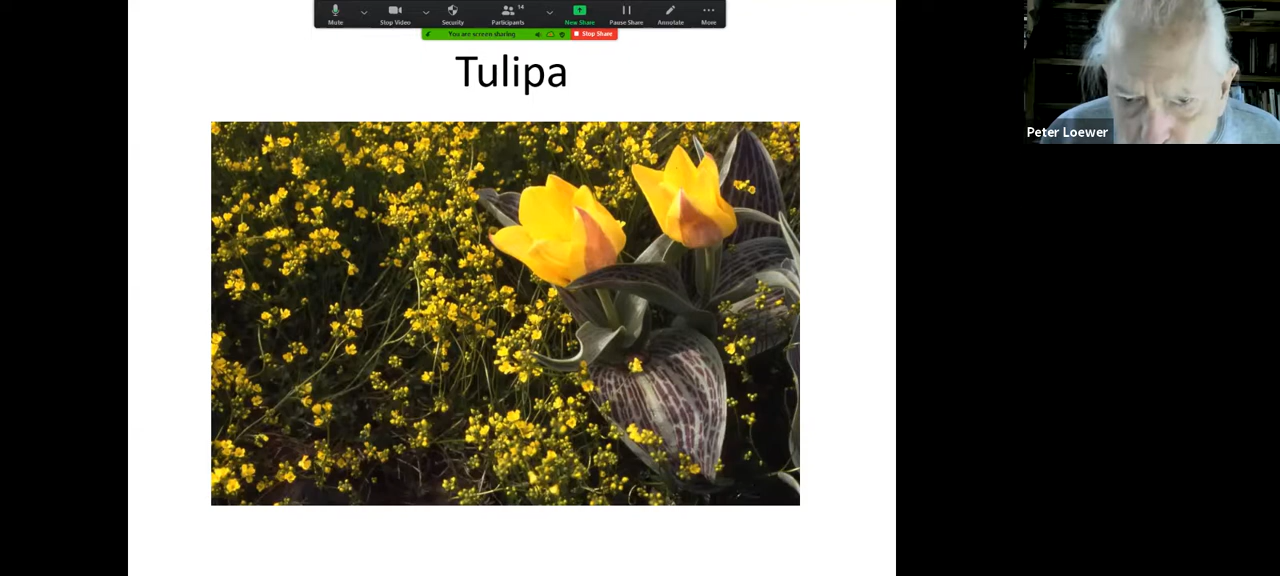 14
Mute
Stop Video
Security
Participants
New Share
Pause Share
Annotate
More
You are screen sharing
Stop Share
Tulipa
Peter Loewer